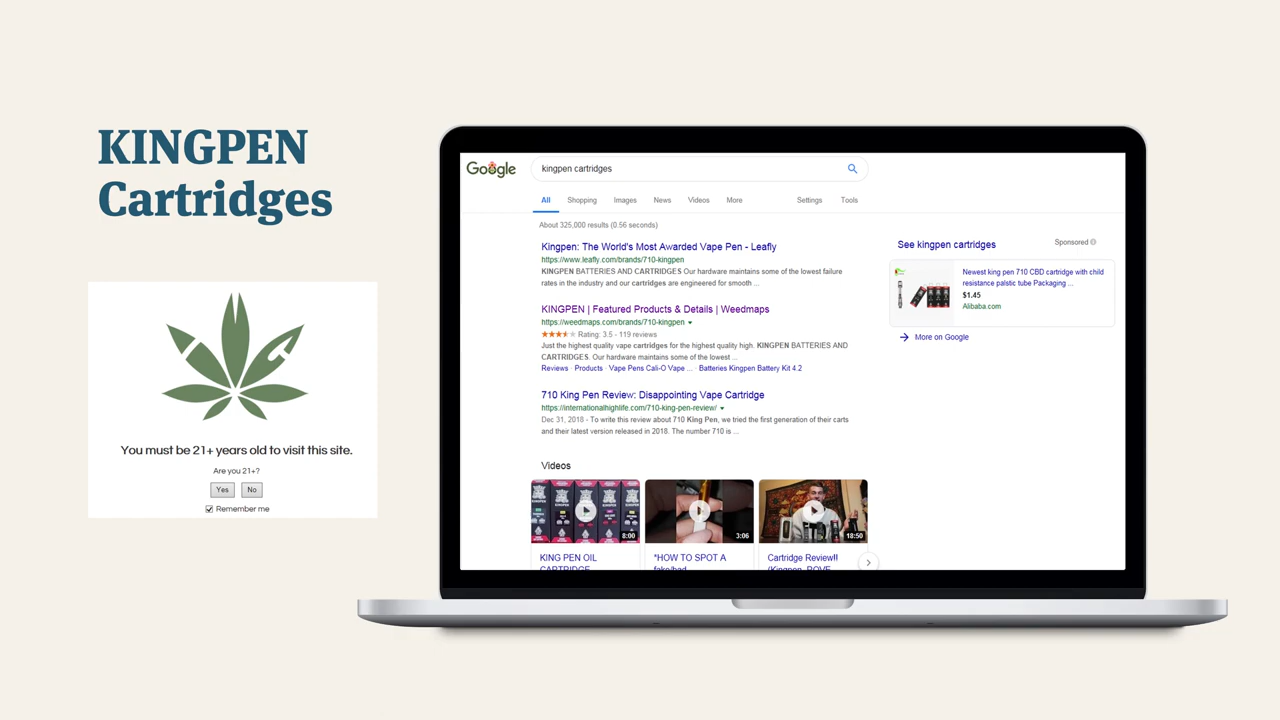 KINGPEN
Cartridges
You must be 21+ years old to visit this site.
Are you 21+?
Yes No
Remember me
Google
kingpen cartridges
All Shopping Images News Videos More Settings Tools
About 325,000 results (0.56 seconds)
Kingpen: The World's Most Awarded Vape Pen - Leafly
https://www.leafly.com/brands/710-kingpen
KINGPEN BATTERIES AND CARTRIDGES Our hardware maintains some of the lowest failure
rates in the industry and our cartridges are engineered for smooth ...
KINGPEN | Featured Products & Details | Weedmaps
https://weedmaps.com/brands/710-kingpen
Rating: 3.5 - 119 reviews
Just the highest quality vape cartridges for the highest quality high. KINGPEN BATTERIES AND
CARTRIDGES. Our hardware maintains some of the lowest ...
Reviews · Products · Vape Pens Cali-O Vape ... · Batteries Kingpen Battery Kit 4.2
710 King Pen Review: Disappointing Vape Cartridge
https://internationalhighlife.com/710-king-pen-review/
Dec 31, 2018 - To write this review about 710 King Pen, we tried the first generation of their carts
and their latest version released in 2018. The number 710 is ...
Videos
8:00
3:06
18:50
KING PEN OIL
CARTRIDGE
*HOW TO SPOT A
fake/bad
Cartridge Review!!
(Kingpen, ROVE
See kingpen cartridges
Sponsored
Newest king pen 710 CBD cartridge with child
resistance palstic tube Packaging ...
$1.45
Alibaba.com
More on Google